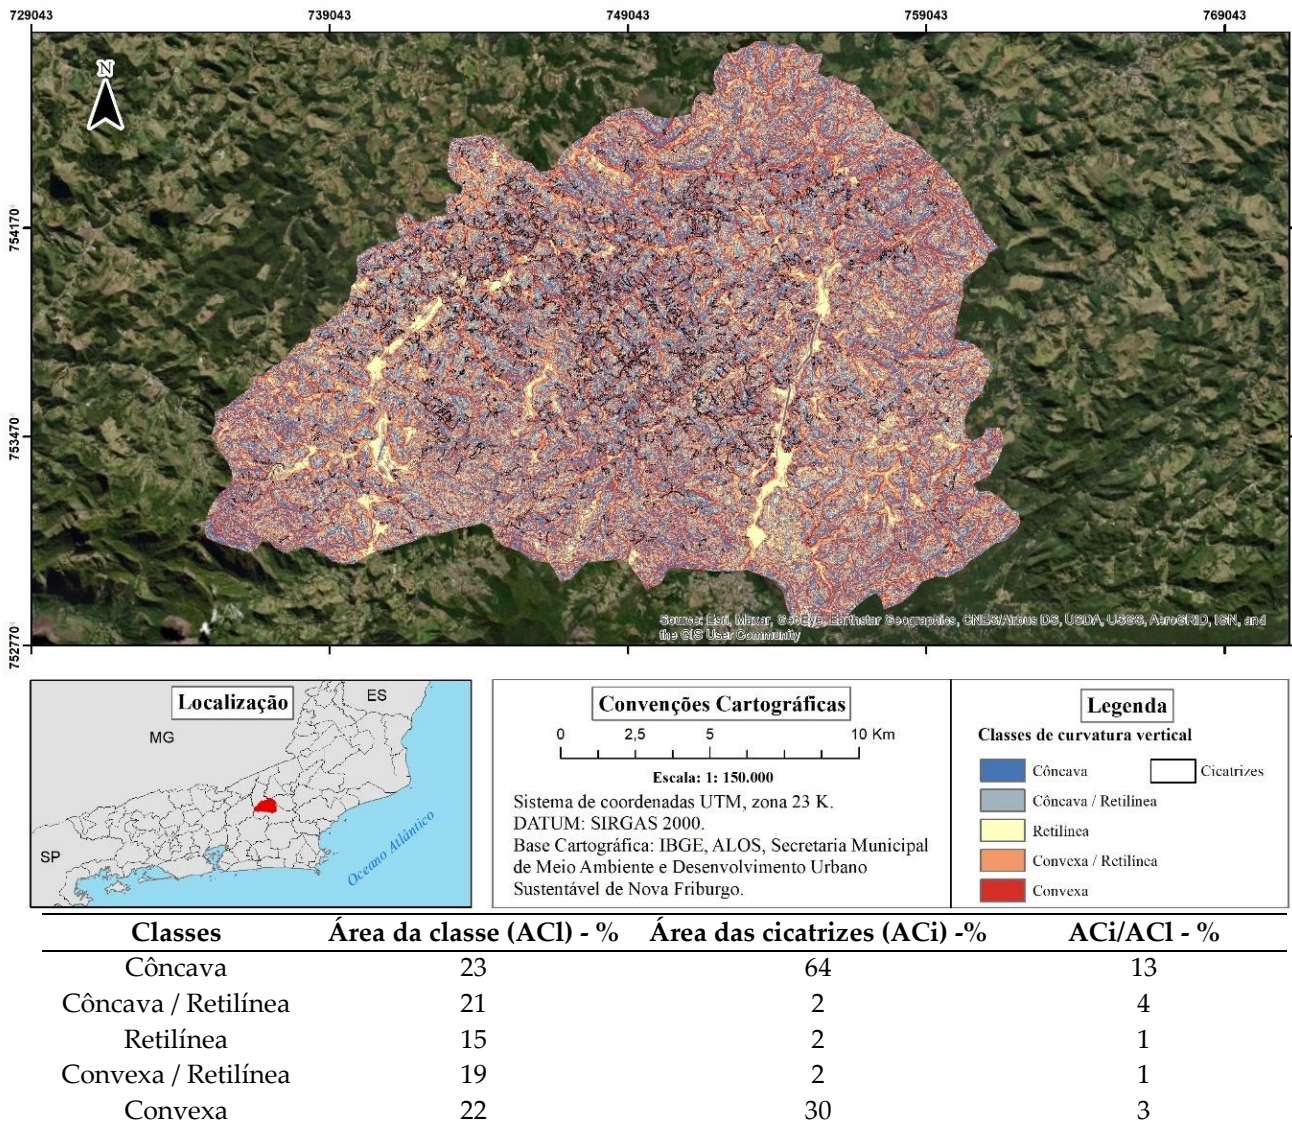 729043 739043 749043 759043 769043
N
754170
753470
752770
Source: Esri, Maxar, GeoEye, Earthstar Geographics, CNES/Airbus DS, USDA, USGS, AeroGRID, IGN, and
the GIS User Community
Localização
ES
MG
SP
Oceano Atlântico
Convenções Cartográficas
0 2,5 5 10 Km
Escala: 1: 150.000
Sistema de coordenadas UTM, zona 23 K.
DATUM: SIRGAS 2000.
Base Cartográfica: IBGE, ALOS, Secretaria Municipal
de Meio Ambiente e Desenvolvimento Urbano
Sustentável de Nova Friburgo.
Legenda
Classes de curvatura vertical
Côncava Cicatrizes
Côncava / Retilínea
Retilínea
Convexa / Retilínea
Convexa
Classes Área da classe (ACl) - % Área das cicatrizes (ACi) -% ACi/ACl - %
Côncava 23 64 13
Côncava / Retilínea 21 2 4
Retilínea 15 2 1
Convexa / Retilínea 19 2 1
Convexa 22 30 3